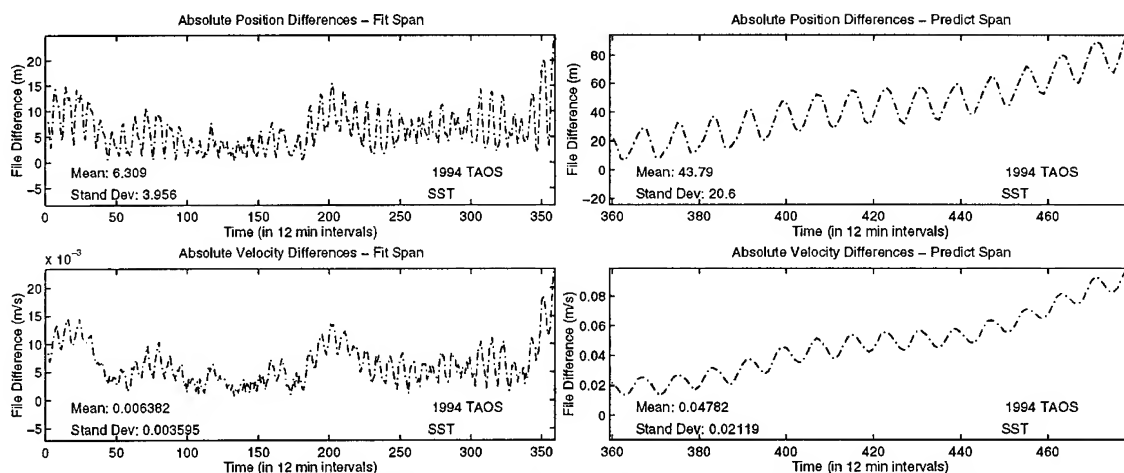 Absolute Position Differences – Fit Span
File Difference (m)
20
15
10
5
0
−5
Mean: 6.309
Stand Dev: 3.956
1994 TAOS
SST
0 50 100 150 200 250 300 350
Time (in 12 min intervals)
Absolute Position Differences – Predict Span
File Difference (m)
80
60
40
20
0
−20
Mean: 43.79
Stand Dev: 20.6
1994 TAOS
SST
360 380 400 420 440 460
Time (in 12 min intervals)
Absolute Velocity Differences – Fit Span
x 10⁻³
File Difference (m/s)
20
15
10
5
0
−5
Mean: 0.006382
Stand Dev: 0.003595
1994 TAOS
SST
0 50 100 150 200 250 300 350
Time (in 12 min intervals)
Absolute Velocity Differences – Predict Span
File Difference (m/s)
0.08
0.06
0.04
0.02
0
Mean: 0.04782
Stand Dev: 0.02119
1994 TAOS
SST
360 380 400 420 440 460
Time (in 12 min intervals)